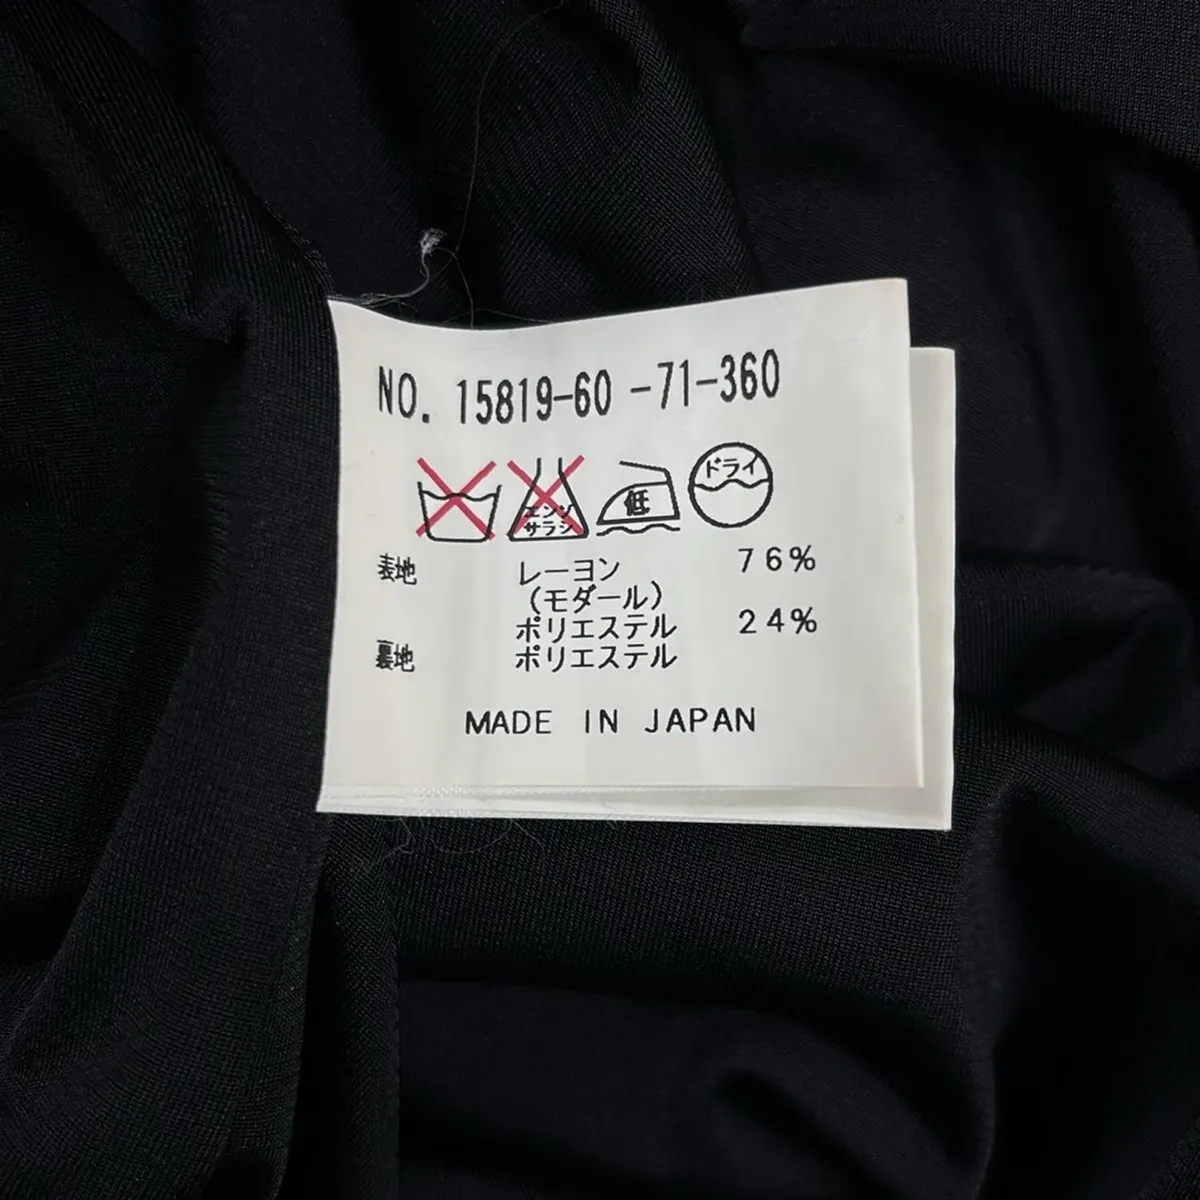 NO. 15819-60 -71-360
エンソ サラシ 低 ドライ
表地 レーヨン 76%
(モダール)
ポリエステル 24%
裏地 ポリエステル
MADE IN JAPAN